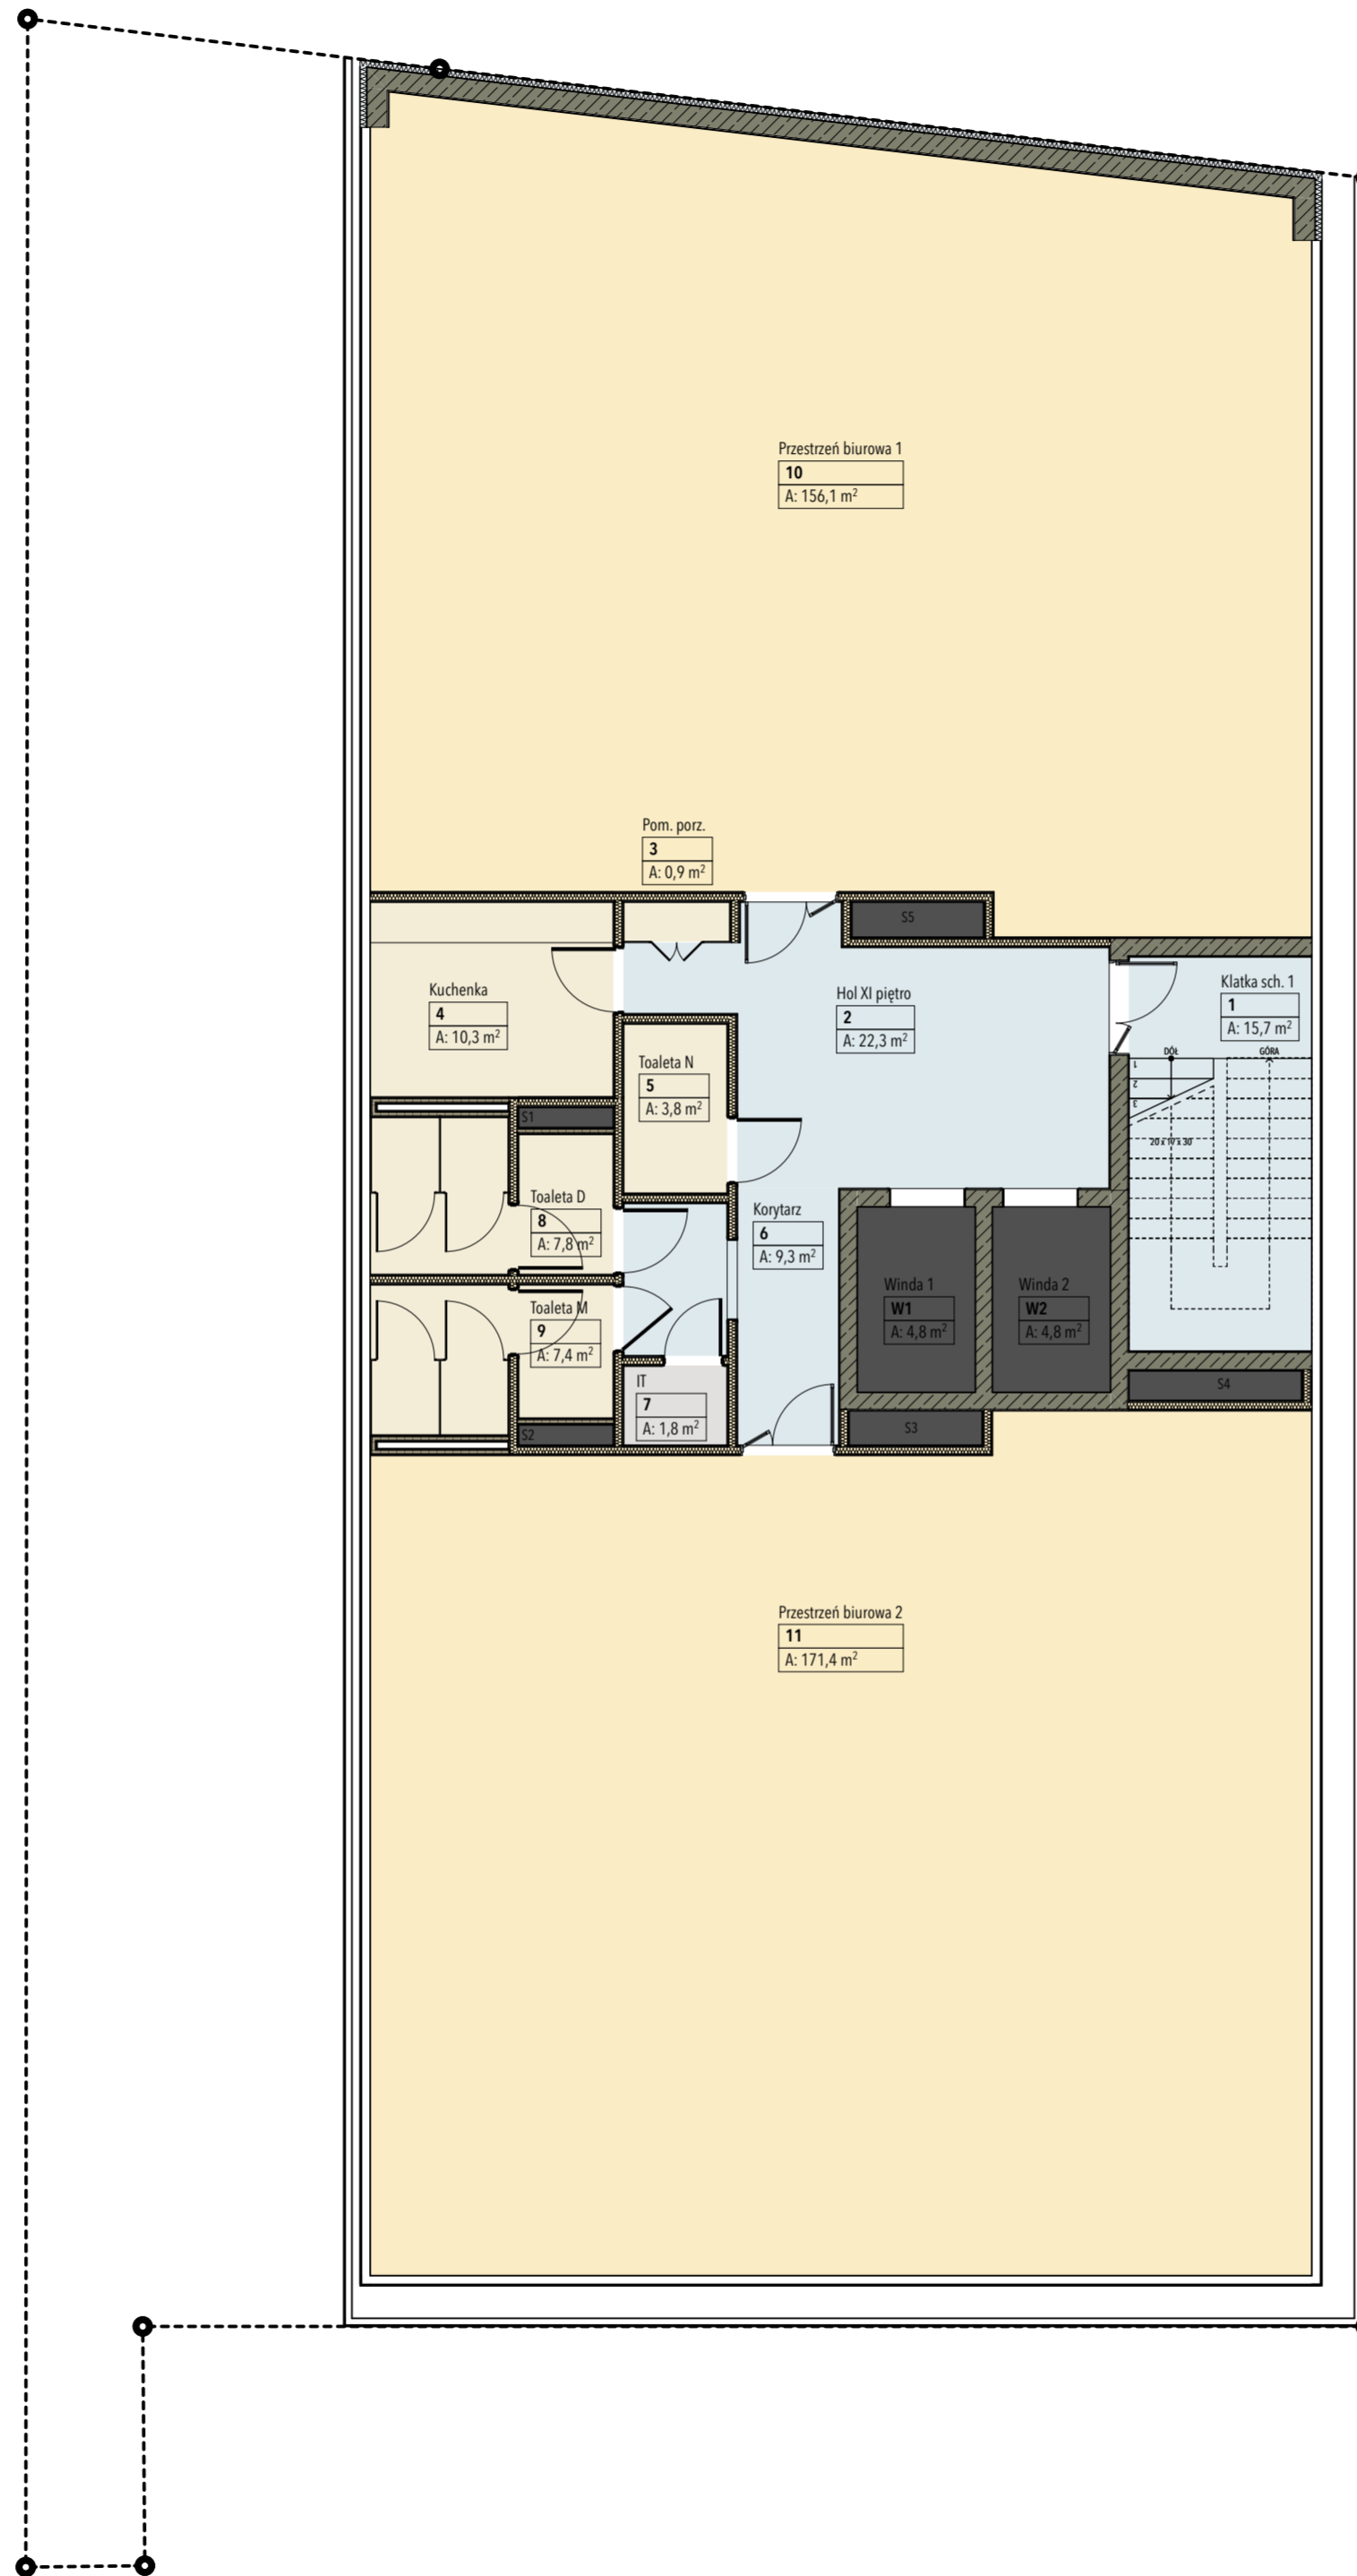 Przestrzeń biurowa 1
10
A: 156,1 m²
Pom. porz.
3
A: 0,9 m²
S5
Kuchenka
4
A: 10,3 m²
Hol XI piętro
2
A: 22,3 m²
Klatka sch. 1
1
A: 15,7 m²
DÓŁ
GÓRA
1
2
3
20 x 17 x 30
Toaleta N
5
A: 3,8 m²
S1
Toaleta D
8
A: 7,8 m²
Korytarz
6
A: 9,3 m²
Winda 1
W1
A: 4,8 m²
Winda 2
W2
A: 4,8 m²
Toaleta M
9
A: 7,4 m²
IT
7
A: 1,8 m²
S4
S2
S3
Przestrzeń biurowa 2
11
A: 171,4 m²